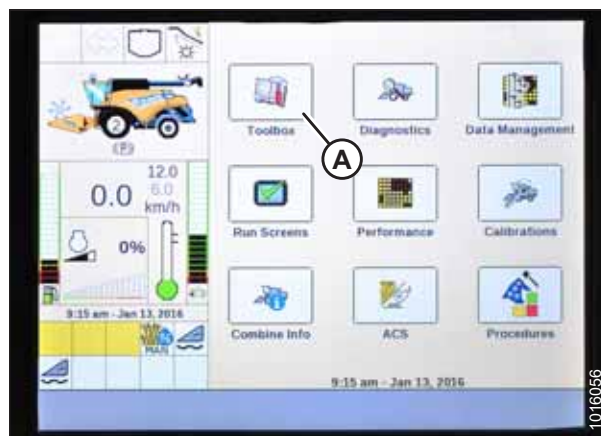 2
(P)
12.0
6.0
0.0
km/h
0%
9:15 am - Jan 13, 2016
MAN
Toolbox
Diagnostics
Data Management
A
Run Screens
Performance
Calibrations
Combine Info
ACS
Procedures
9:15 am - Jan 13, 2016
1016056